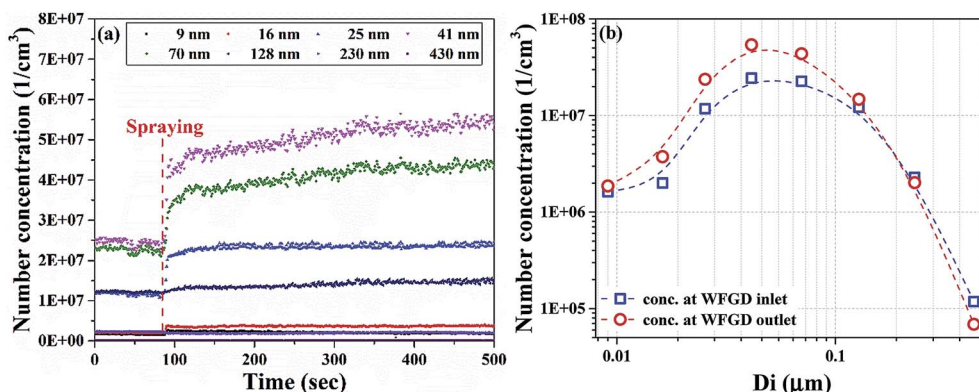 (a)
9 nm 16 nm 25 nm 41 nm
70 nm 128 nm 230 nm 430 nm
Spraying
Number concentration (1/cm³)
8E+07
7E+07
6E+07
5E+07
4E+07
3E+07
2E+07
1E+07
0E+00
0 100 200 300 400 500
Time (sec)
(b)
Number concentration (1/cm³)
1E+08
1E+07
1E+06
1E+05
conc. at WFGD inlet
conc. at WFGD outlet
0.01 0.1
Di (μm)